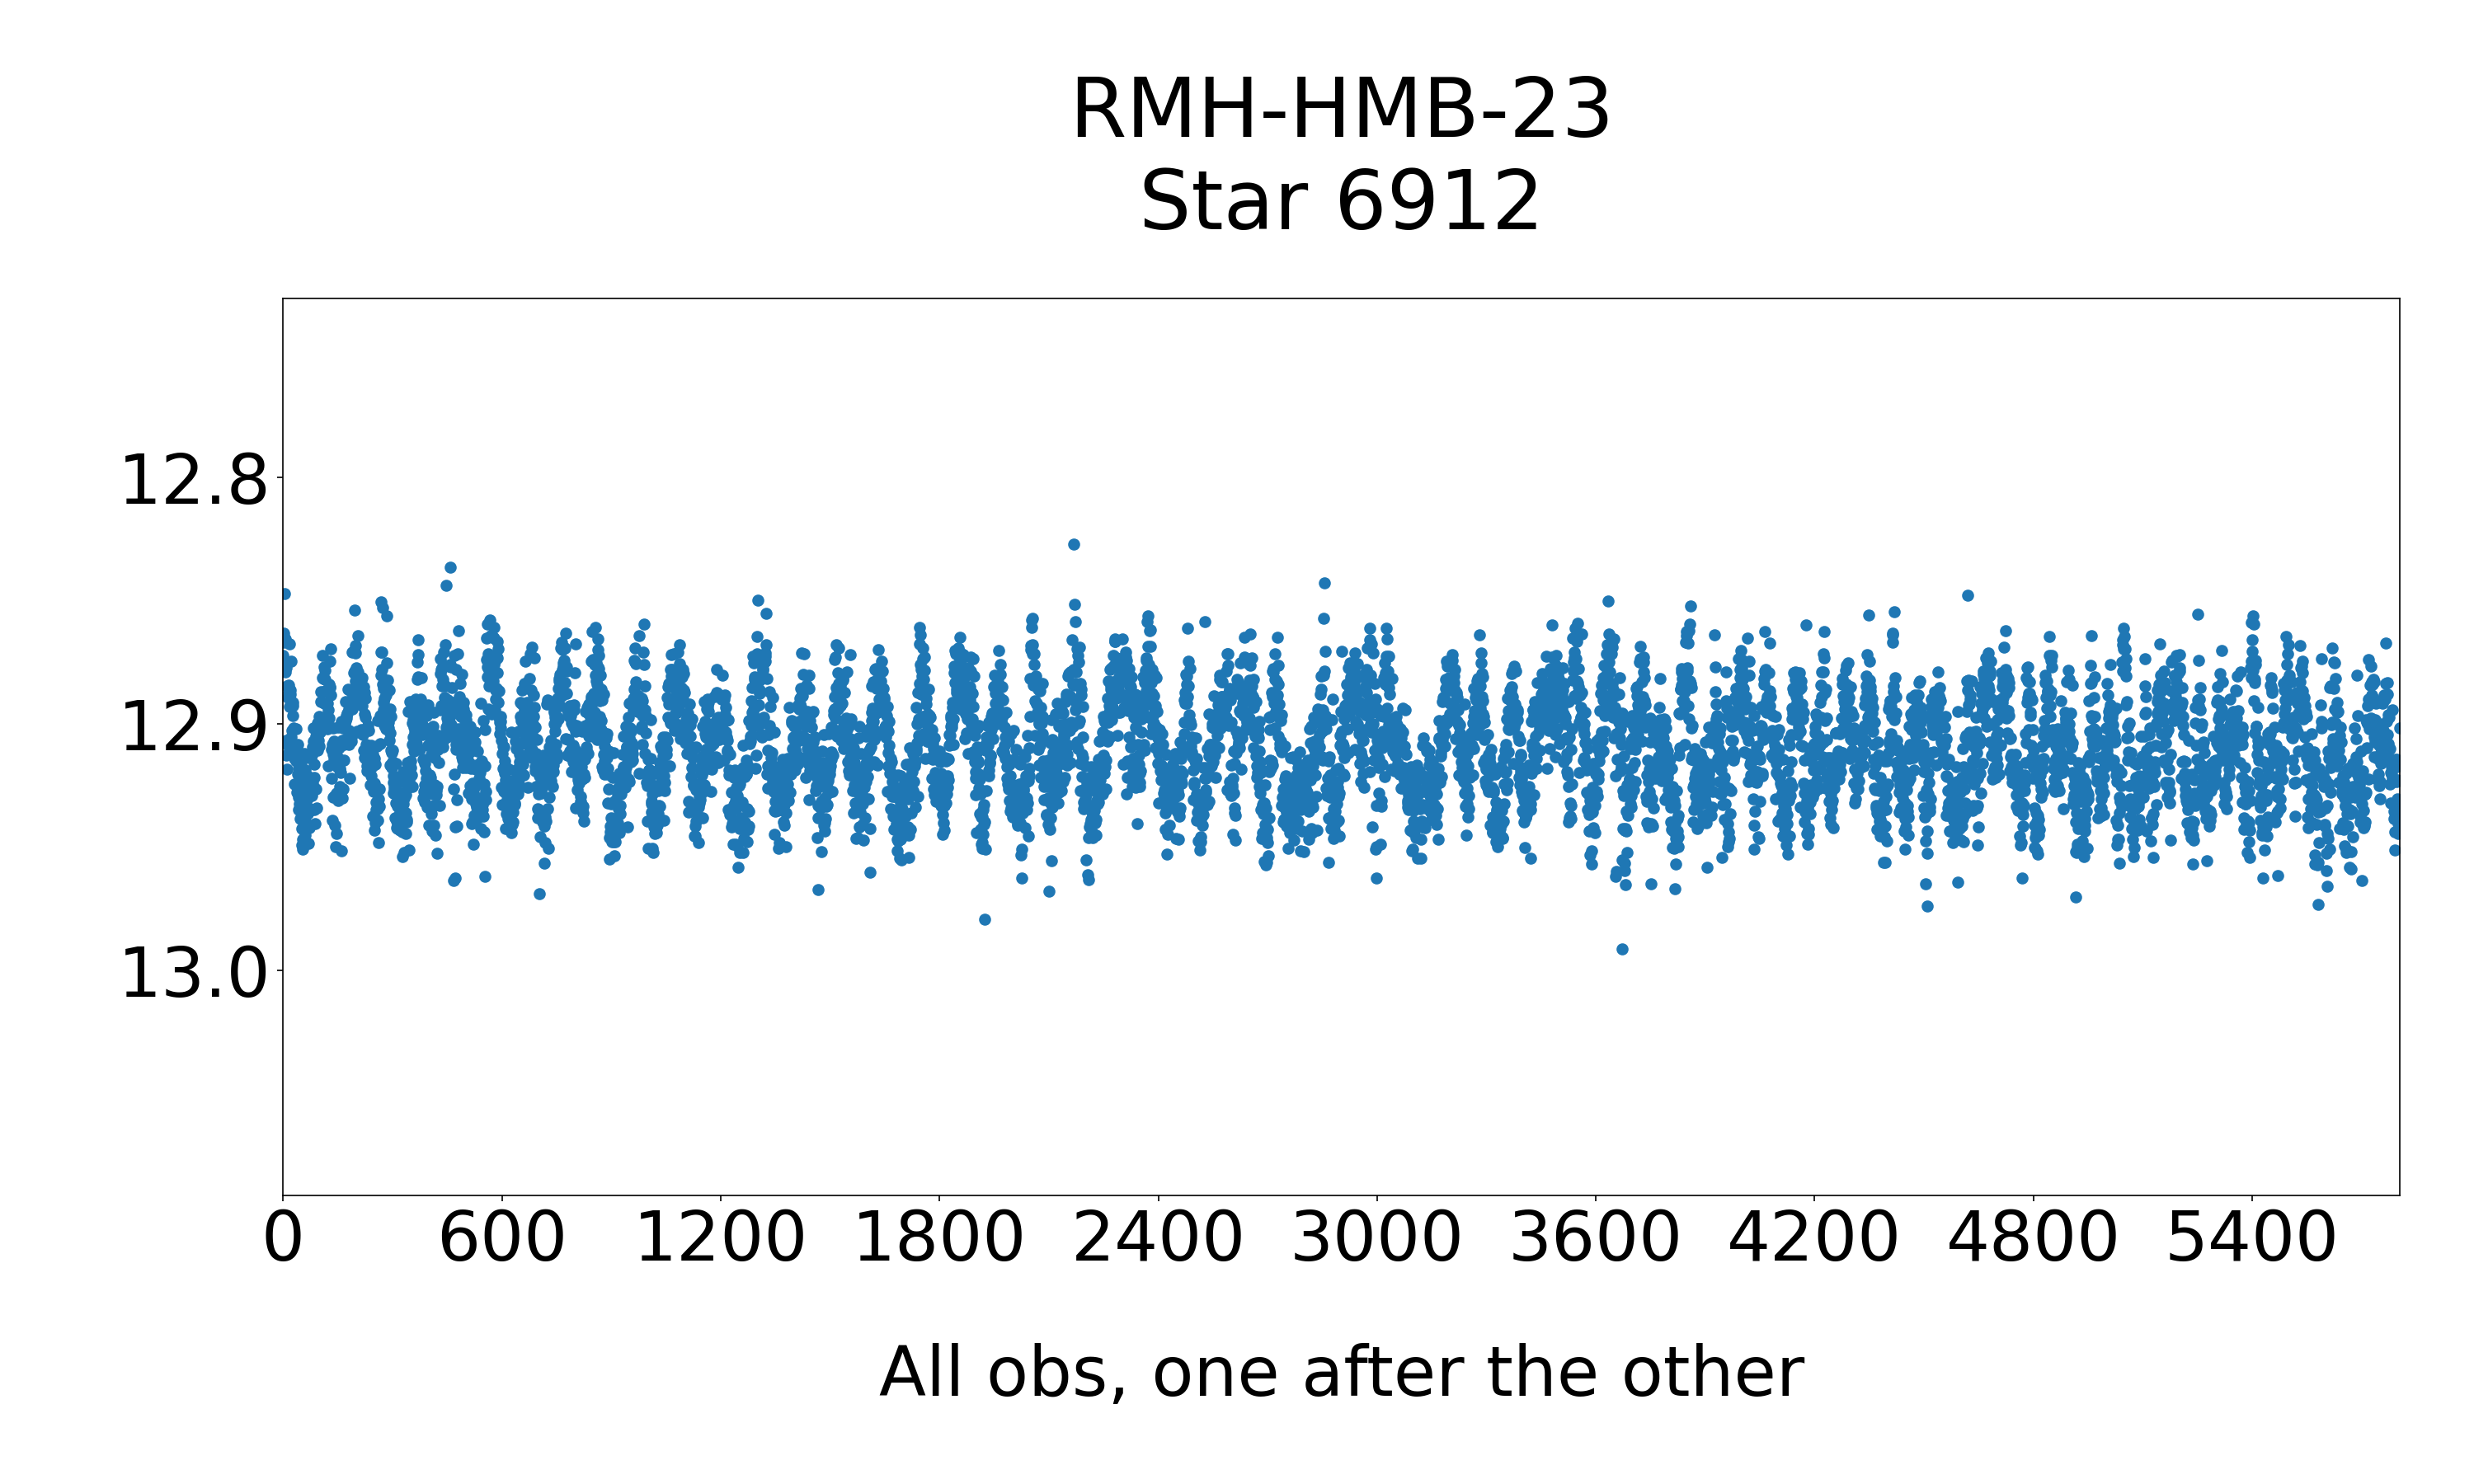 RMH-HMB-23
Star 6912
12.8
12.9
13.0
0 600 1200 1800 2400 3000 3600 4200 4800 5400
All obs, one after the other